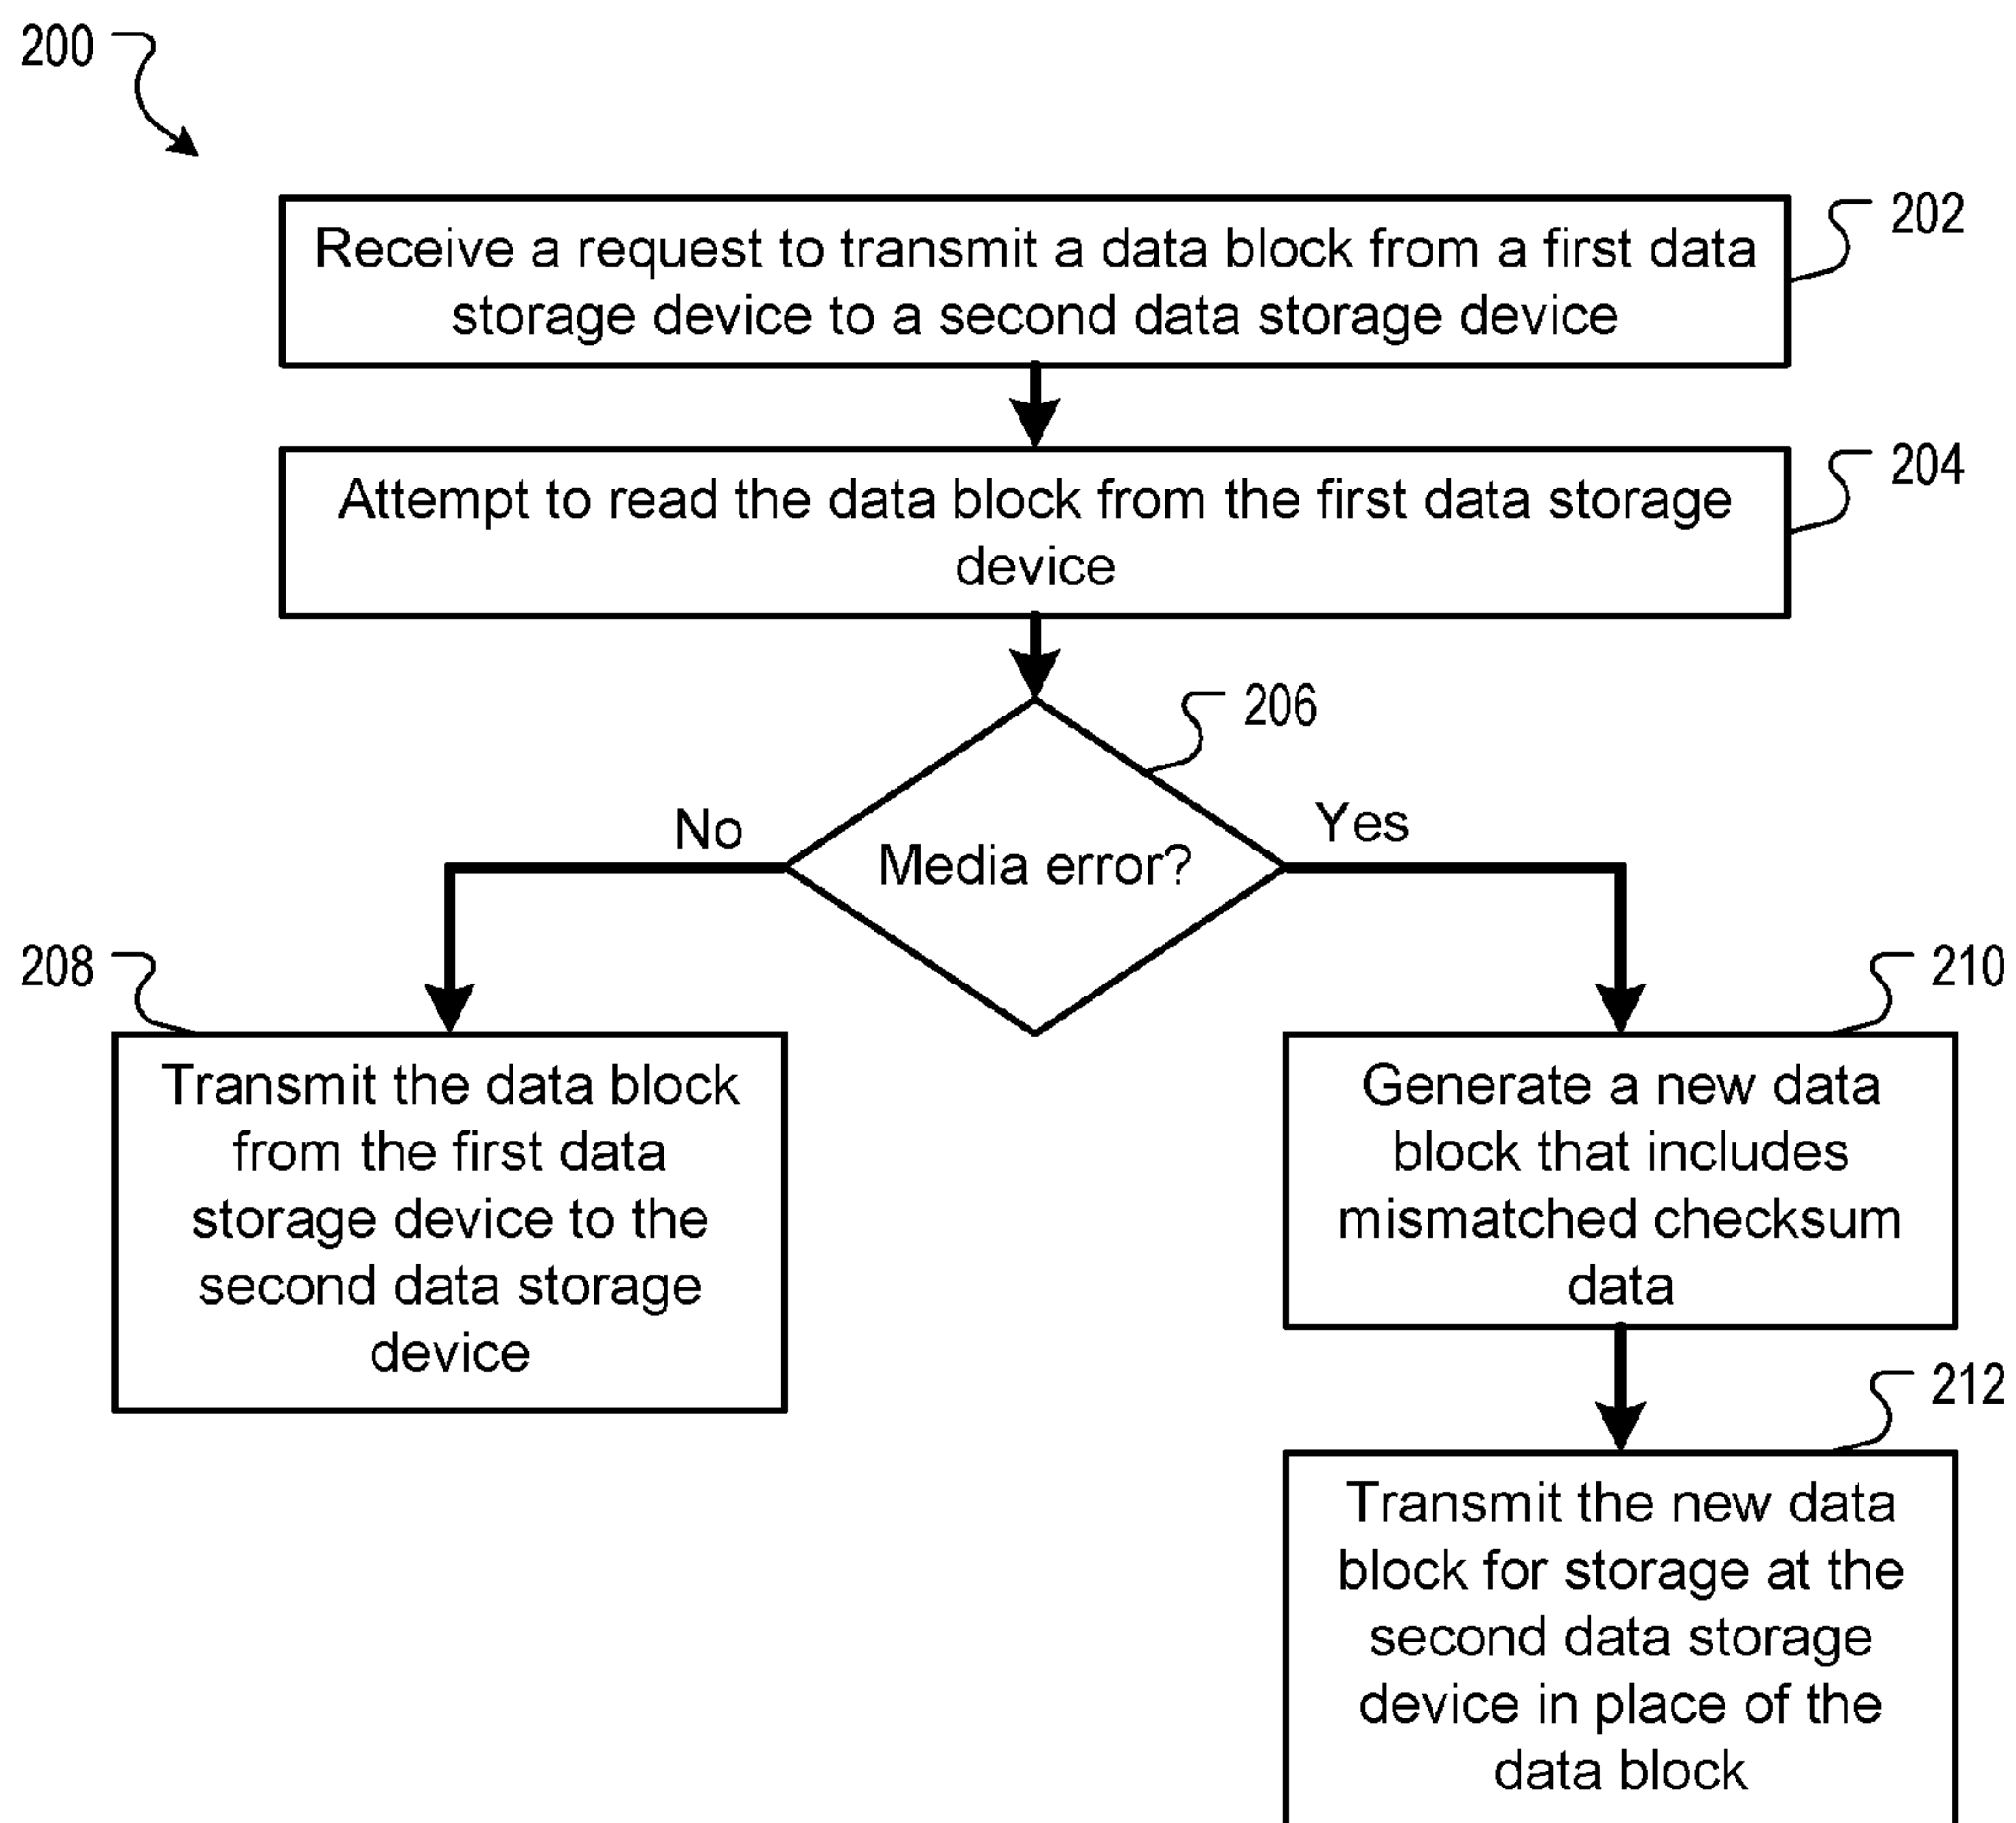 200
202
Receive a request to transmit a data block from a first data
storage device to a second data storage device
204
Attempt to read the data block from the first data storage
device
206
Media error?
No
Yes
208
Transmit the data block
from the first data
storage device to the
second data storage
device
210
Generate a new data
block that includes
mismatched checksum
data
212
Transmit the new data
block for storage at the
second data storage
device in place of the
data block